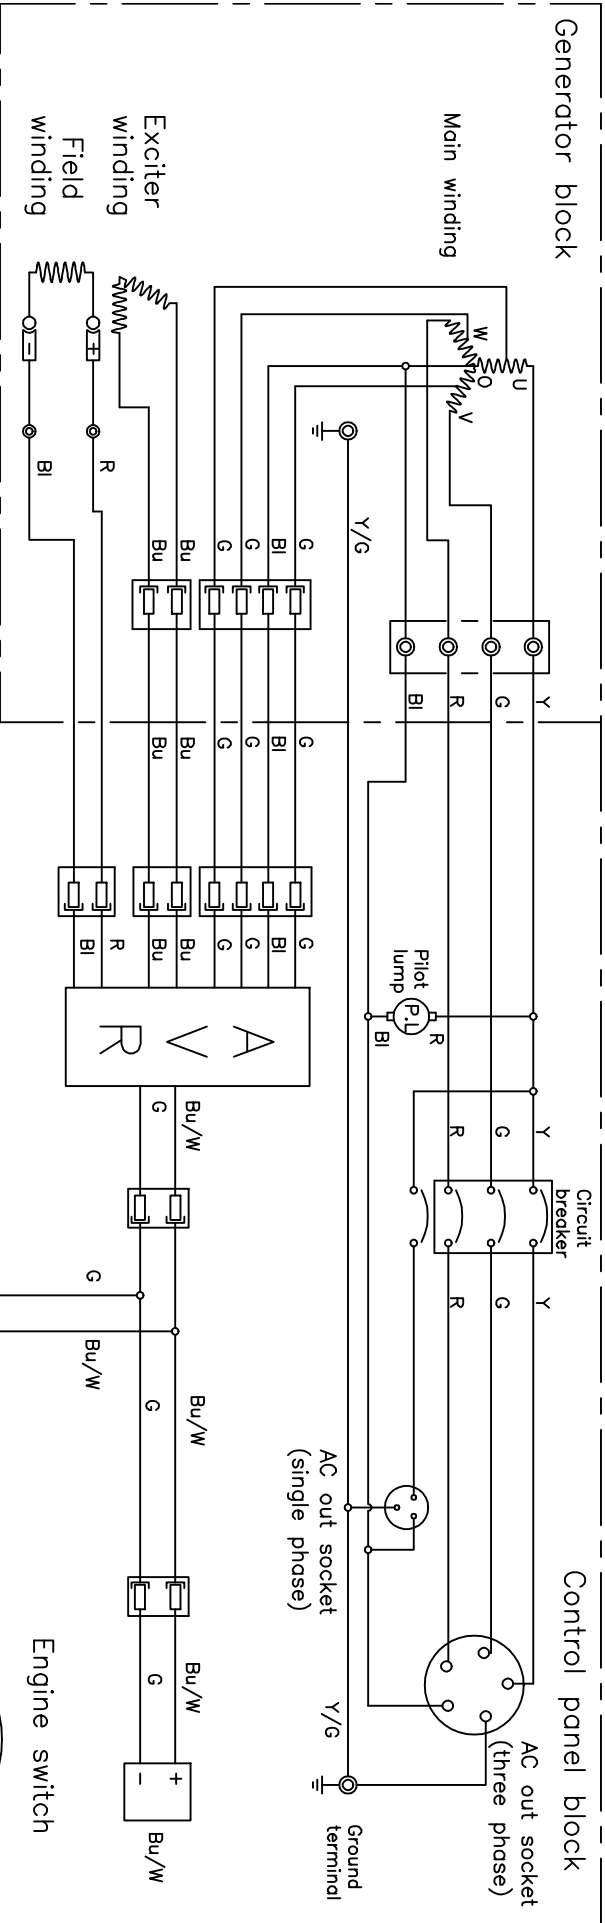 Generator block
Control panel block
Main winding
W
U
O
V
Exciter
winding
Field
winding
+
-
R
Bl
Y/G
Bu
Bu
G
G
Bl
G
Bl
R
G
Y
Bu
Bu
G
G
Bl
G
Bl
R
Bu
Bu
G
G
Bl
G
A V R
Pilot
lump
P.L
R
Bl
R
G
Y
Circuit
breaker
R
G
Y
G
Bu/W
G
Bu/W
G
Bu/W
AC out socket
(single phase)
AC out socket
(three phase)
Y/G
Ground
terminal
G
Bu/W
+
-
Bu/W
Engine switch